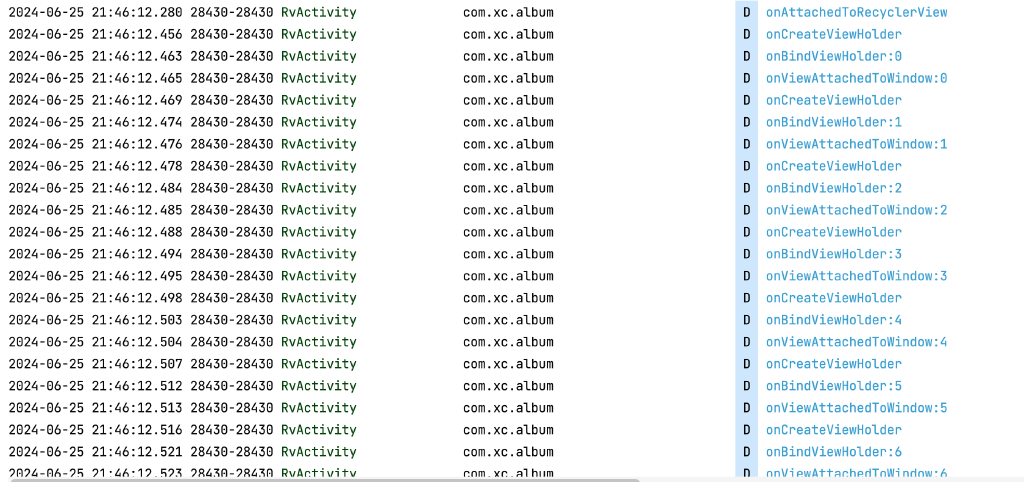 2024-06-25 21:46:12.280 28430-28430 RvActivity com.xc.album D onAttachedToRecyclerView
2024-06-25 21:46:12.456 28430-28430 RvActivity com.xc.album D onCreateViewHolder
2024-06-25 21:46:12.463 28430-28430 RvActivity com.xc.album D onBindViewHolder:0
2024-06-25 21:46:12.465 28430-28430 RvActivity com.xc.album D onViewAttachedToWindow:0
2024-06-25 21:46:12.469 28430-28430 RvActivity com.xc.album D onCreateViewHolder
2024-06-25 21:46:12.474 28430-28430 RvActivity com.xc.album D onBindViewHolder:1
2024-06-25 21:46:12.476 28430-28430 RvActivity com.xc.album D onViewAttachedToWindow:1
2024-06-25 21:46:12.478 28430-28430 RvActivity com.xc.album D onCreateViewHolder
2024-06-25 21:46:12.484 28430-28430 RvActivity com.xc.album D onBindViewHolder:2
2024-06-25 21:46:12.485 28430-28430 RvActivity com.xc.album D onViewAttachedToWindow:2
2024-06-25 21:46:12.488 28430-28430 RvActivity com.xc.album D onCreateViewHolder
2024-06-25 21:46:12.494 28430-28430 RvActivity com.xc.album D onBindViewHolder:3
2024-06-25 21:46:12.495 28430-28430 RvActivity com.xc.album D onViewAttachedToWindow:3
2024-06-25 21:46:12.498 28430-28430 RvActivity com.xc.album D onCreateViewHolder
2024-06-25 21:46:12.503 28430-28430 RvActivity com.xc.album D onBindViewHolder:4
2024-06-25 21:46:12.504 28430-28430 RvActivity com.xc.album D onViewAttachedToWindow:4
2024-06-25 21:46:12.507 28430-28430 RvActivity com.xc.album D onCreateViewHolder
2024-06-25 21:46:12.512 28430-28430 RvActivity com.xc.album D onBindViewHolder:5
2024-06-25 21:46:12.513 28430-28430 RvActivity com.xc.album D onViewAttachedToWindow:5
2024-06-25 21:46:12.516 28430-28430 RvActivity com.xc.album D onCreateViewHolder
2024-06-25 21:46:12.521 28430-28430 RvActivity com.xc.album D onBindViewHolder:6
2024-06-25 21:46:12.523 28430-28430 RvActivity com.xc.album D onViewAttachedToWindow:6